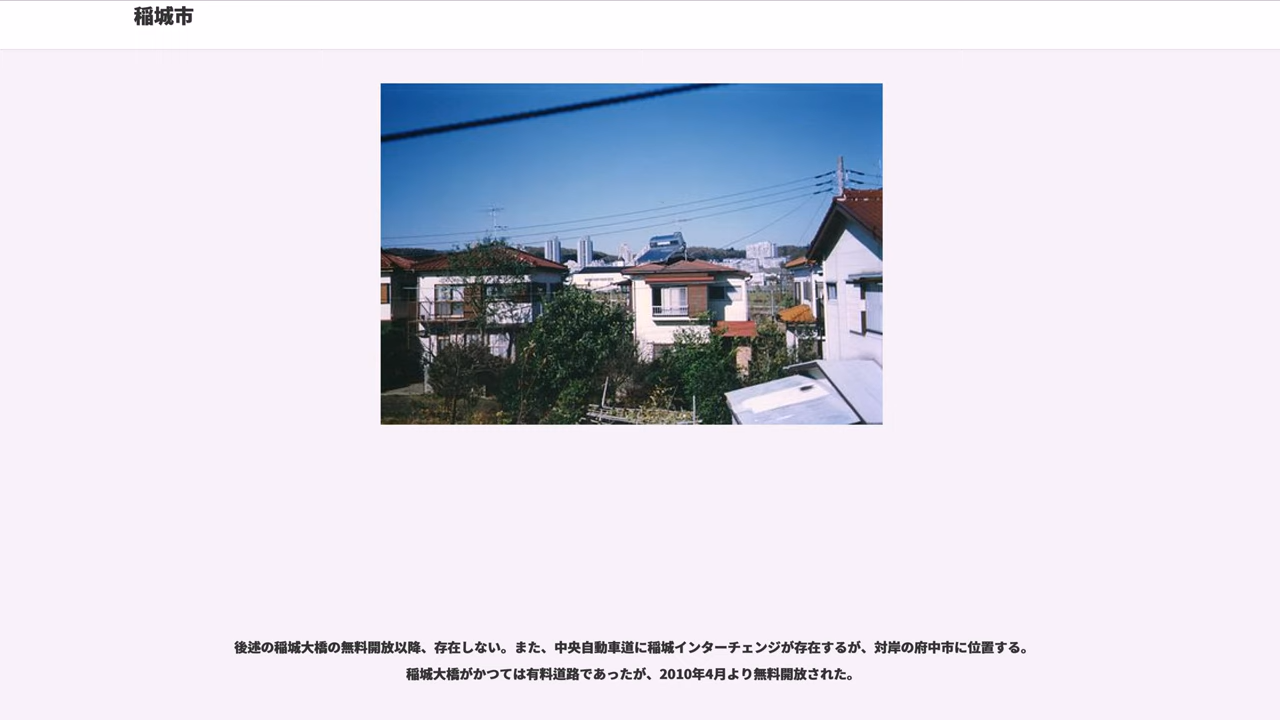 稲城市
後述の稲城大橋の無料開放以降、存在しない。また、中央自動車道に稲城インターチェンジが存在するが、対岸の府中市に位置する。
稲城大橋がかつては有料道路であったが、2010年4月より無料開放された。